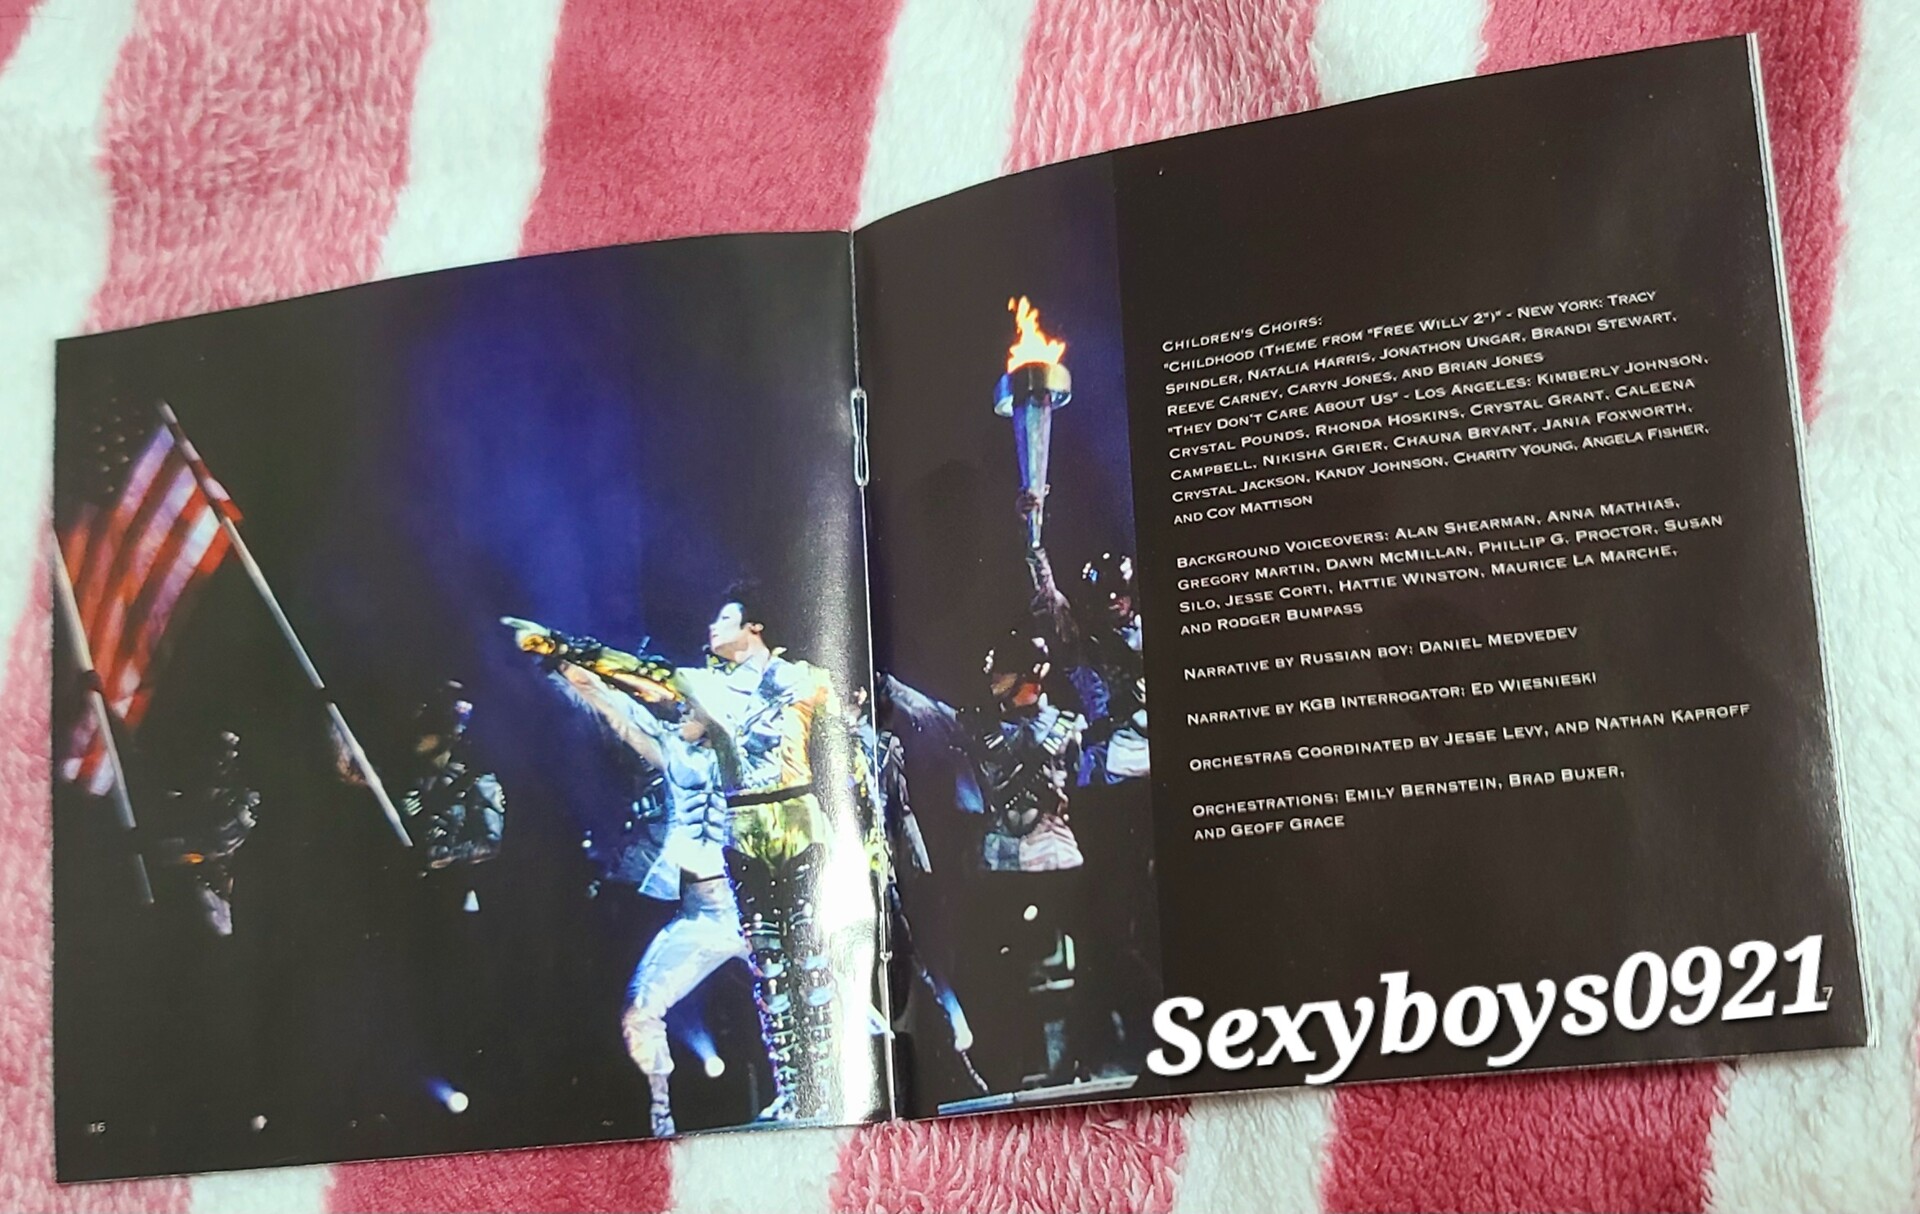 CHILDREN'S CHOIRS:
"CHILDHOOD (THEME FROM "FREE WILLY 2")" - NEW YORK: TRACY
SPINDLER, NATALIA HARRIS, JONATHON UNGAR, BRANDI STEWART,
REEVE CARNEY, CARYN JONES, AND BRIAN JONES
"THEY DON'T CARE ABOUT US" - LOS ANGELES: KIMBERLY JOHNSON,
CRYSTAL POUNDS, RHONDA HOSKINS, CRYSTAL GRANT, CALEENA
CAMPBELL, NIKISHA GRIER, CHAUNA BRYANT, JANIA FOXWORTH,
CRYSTAL JACKSON, KANDY JOHNSON, CHARITY YOUNG, ANGELA FISHER,
AND COY MATTISON
BACKGROUND VOICEOVERS: ALAN SHEARMAN, ANNA MATHIAS,
GREGORY MARTIN, DAWN MCMILLAN, PHILLIP G. PROCTOR, SUSAN
SILO, JESSE CORTI, HATTIE WINSTON, MAURICE LA MARCHE,
AND RODGER BUMPASS
NARRATIVE BY RUSSIAN BOY: DANIEL MEDVEDEV
NARRATIVE BY KGB INTERROGATOR: ED WIESNIESKI
ORCHESTRAS COORDINATED BY JESSE LEVY, AND NATHAN KAPROFF
ORCHESTRATIONS: EMILY BERNSTEIN, BRAD BUXER,
AND GEOFF GRACE
16
Sexyboys0921